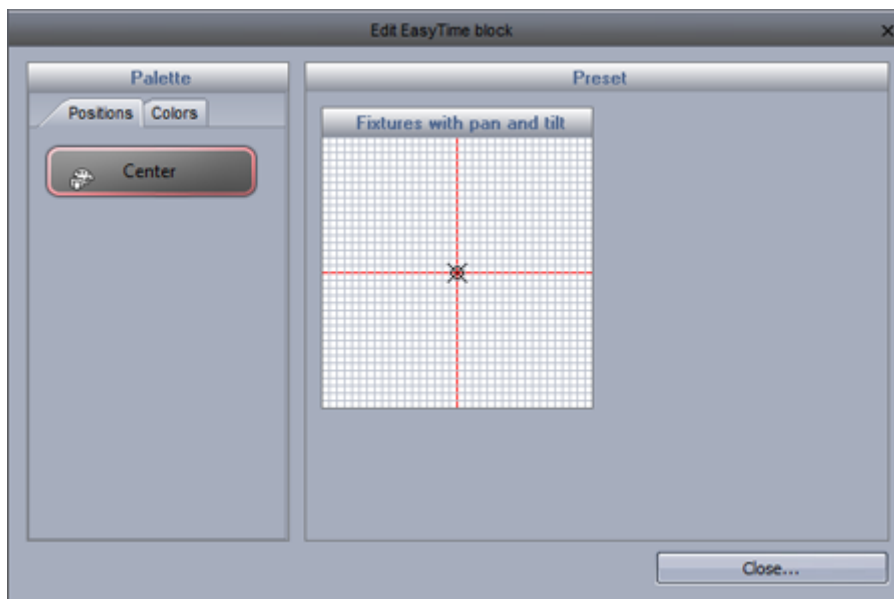 Edit EasyTime block
Palette
Positions Colors
Center
Preset
Fixtures with pan and tilt
Close...